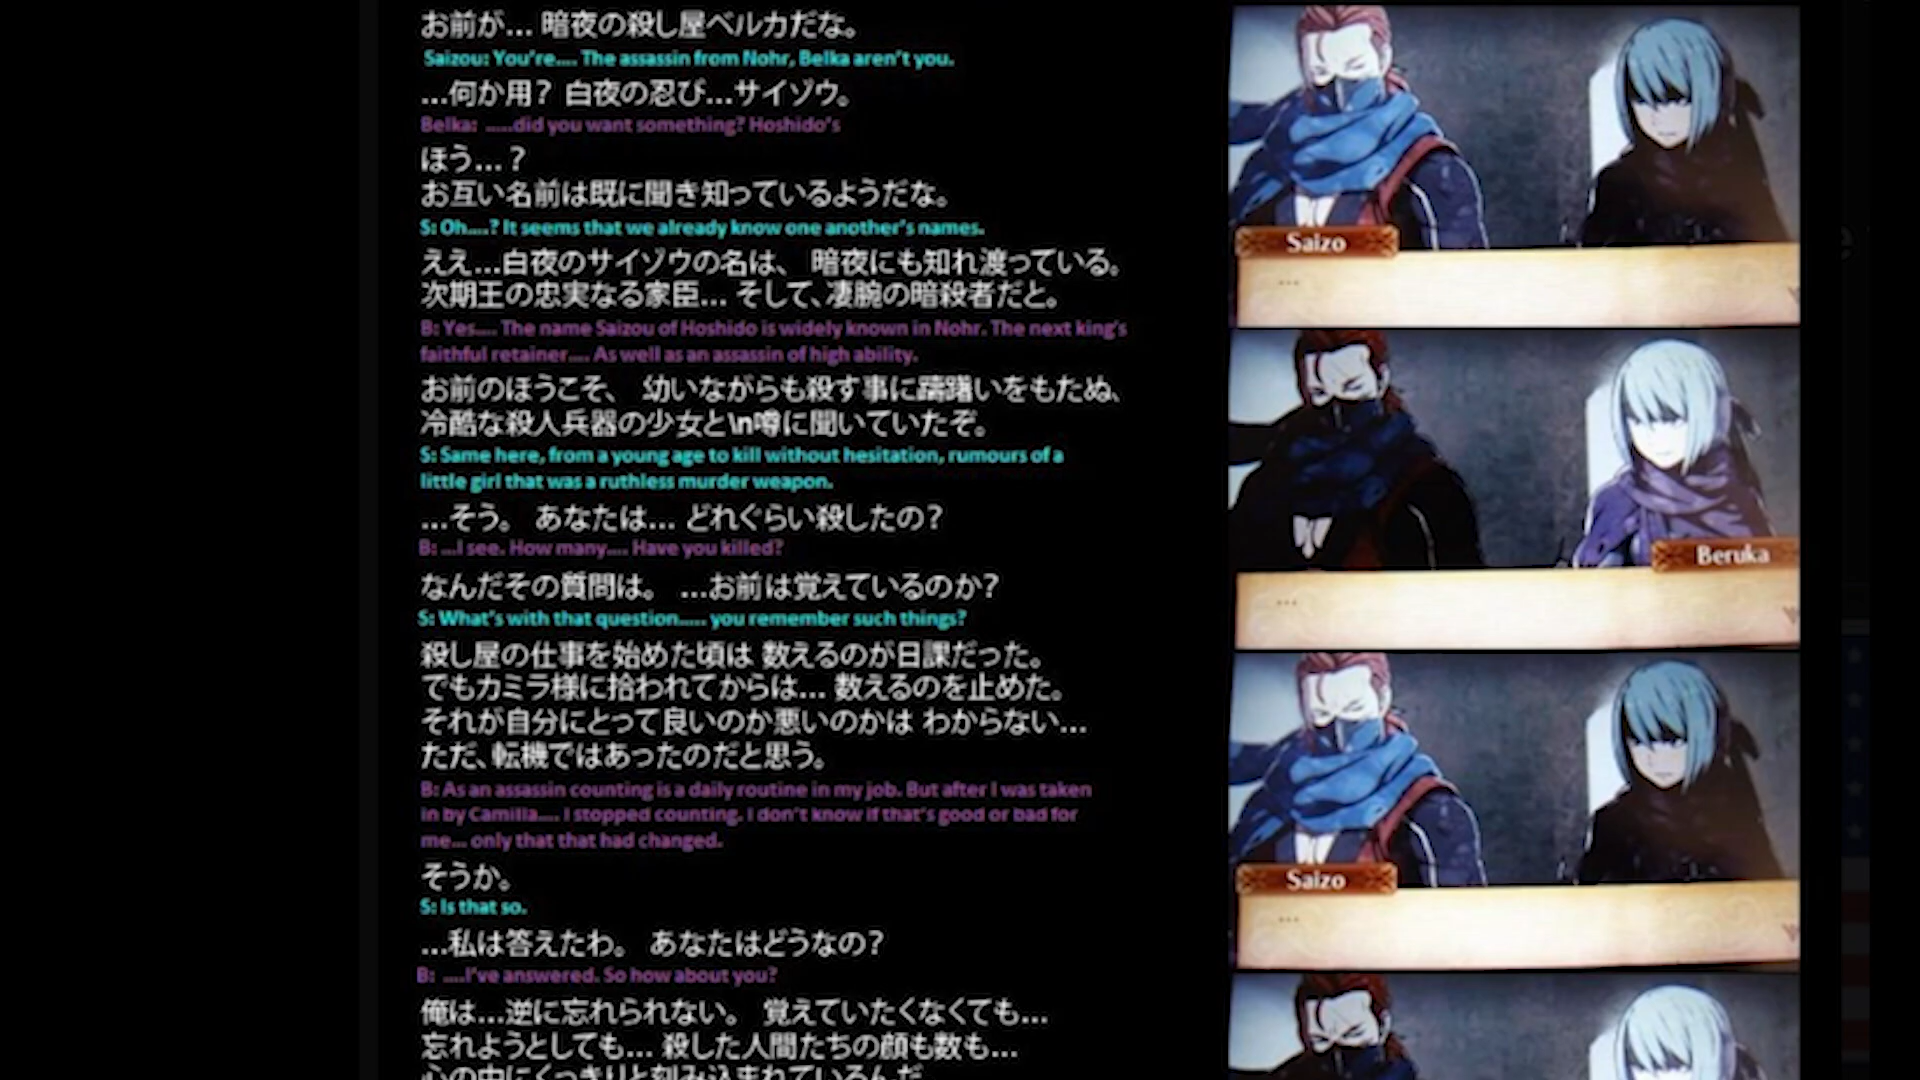 お前が… 暗夜の殺し屋ベルカだな。
Saizou: You're.... The assassin from Nohr, Belka aren't you.
…何か用？ 白夜の忍び…サイゾウ。
Belka: .....did you want something? Hoshido's
ほう…？
お互い名前は既に聞き知っているようだな。
S: Oh....? It seems that we already know one another's names.
ええ…白夜のサイゾウの名は、 暗夜にも知れ渡っている。
次期王の忠実なる家臣… そして、凄腕の暗殺者だと。
B: Yes.... The name Saizou of Hoshido is widely known in Nohr. The next king's
faithful retainer.... As well as an assassin of high ability.
お前のほうこそ、 幼いながらも殺す事に躊躇いをもたぬ、
冷酷な殺人兵器の少女と\n噂に聞いていたぞ。
S: Same here, from a young age to kill without hesitation, rumours of a
little girl that was a ruthless murder weapon.
…そう。 あなたは… どれぐらい殺したの？
B: ...I see. How many.... Have you killed?
なんだその質問は。 …お前は覚えているのか？
S: What's with that question..... you remember such things?
殺し屋の仕事を始めた頃は 数えるのが日課だった。
でもカミラ様に拾われてからは… 数えるのを止めた。
それが自分にとって良いのか悪いのかは わからない…
ただ、転機ではあったのだと思う。
B: As an assassin counting is a daily routine in my job. But after I was taken
in by Camilla.... I stopped counting. I don't know if that's good or bad for
me... only that that had changed.
そうか。
S: Is that so.
…私は答えたわ。 あなたはどうなの？
B: ....I've answered. So how about you?
俺は…逆に忘れられない。 覚えていたくなくても…
忘れようとしても… 殺した人間たちの顔も数も…
心の中にくっきりと刻み込まれているんだ
Saizo
...
Beruka
...
Saizo
...